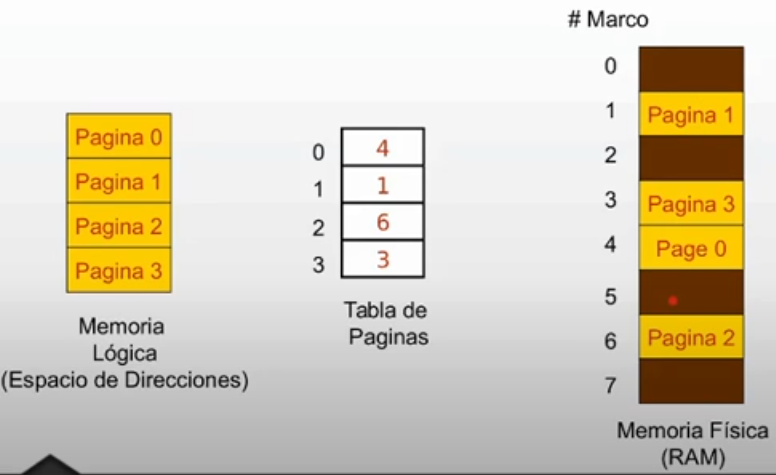 # Marco
Pagina 0
Pagina 1
Pagina 2
Pagina 3
Memoria
Lógica
(Espacio de Direcciones)
0 4
1 1
2 6
3 3
Tabla de
Paginas
0
1 Pagina 1
2
3 Pagina 3
4 Page 0
5
6 Pagina 2
7
Memoria Física
(RAM)